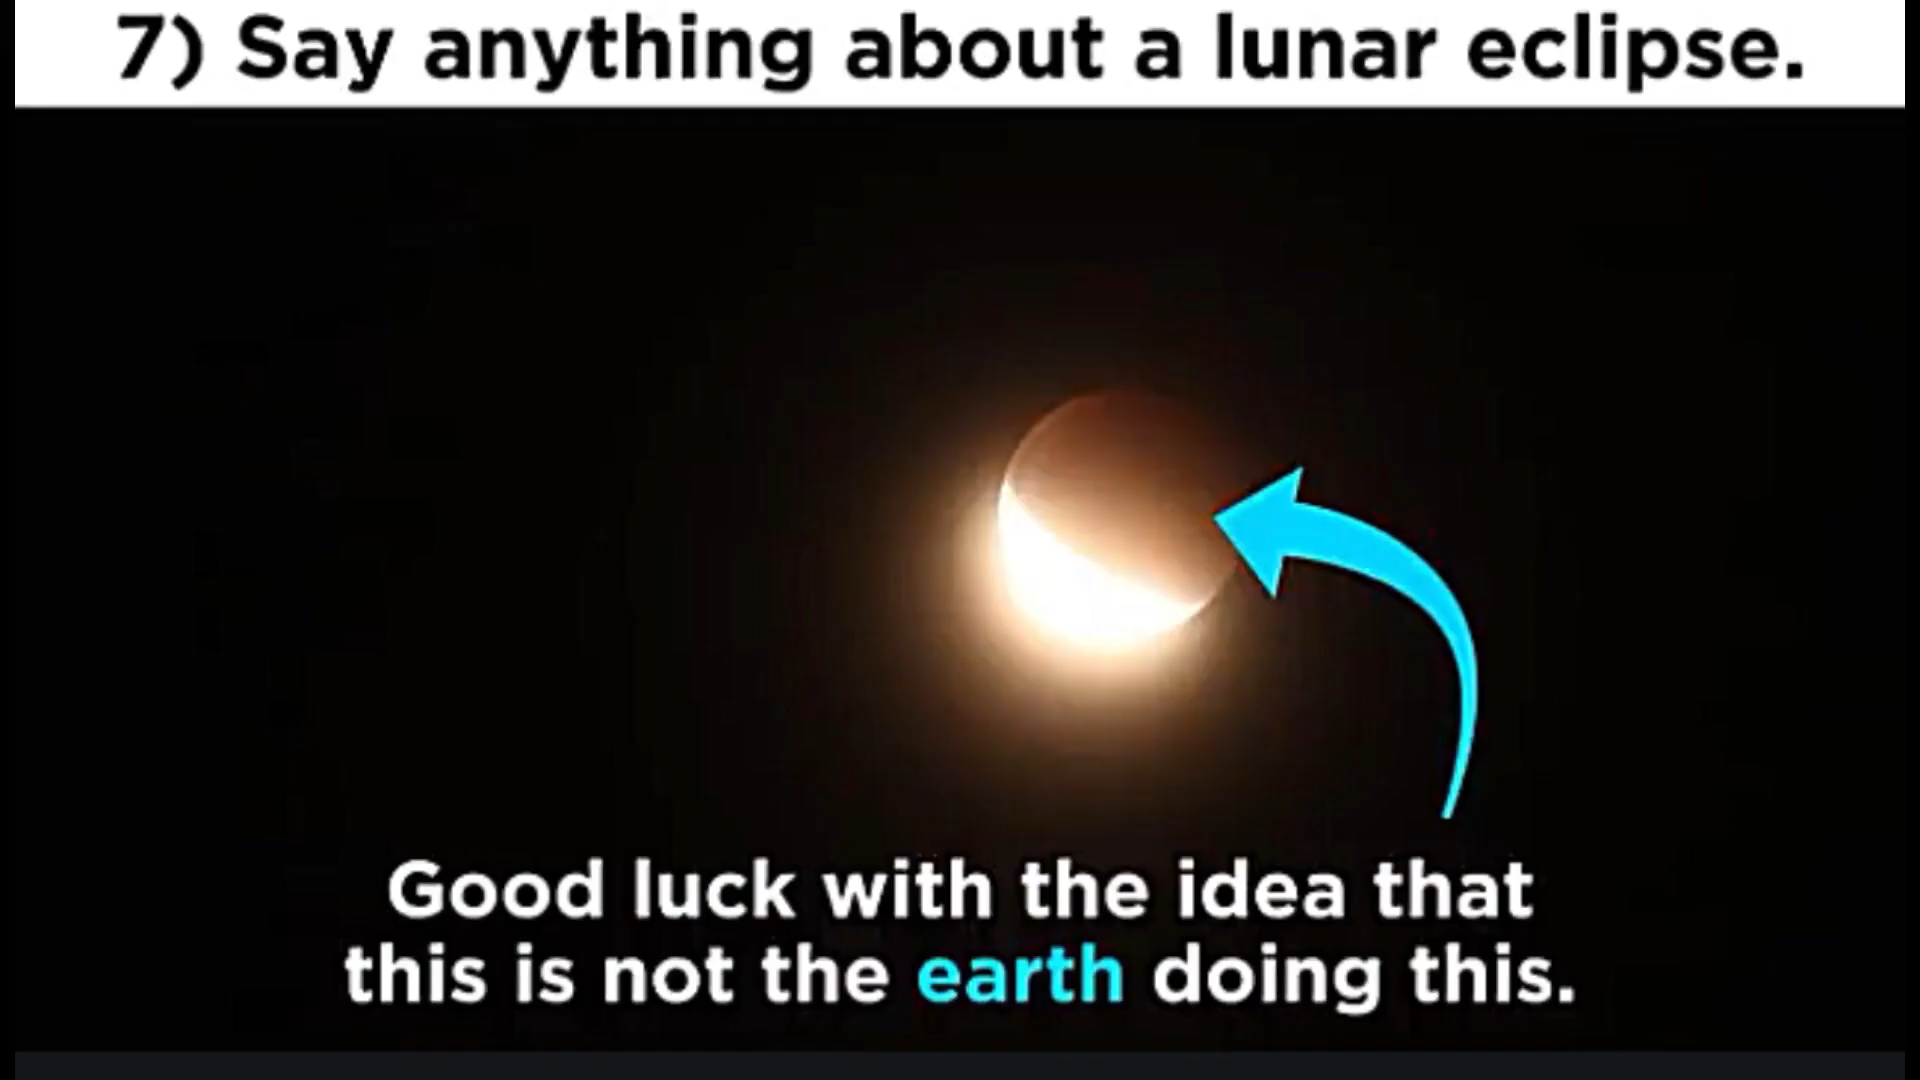 7) Say anything about a lunar eclipse.
Good luck with the idea that
this is not the earth doing this.